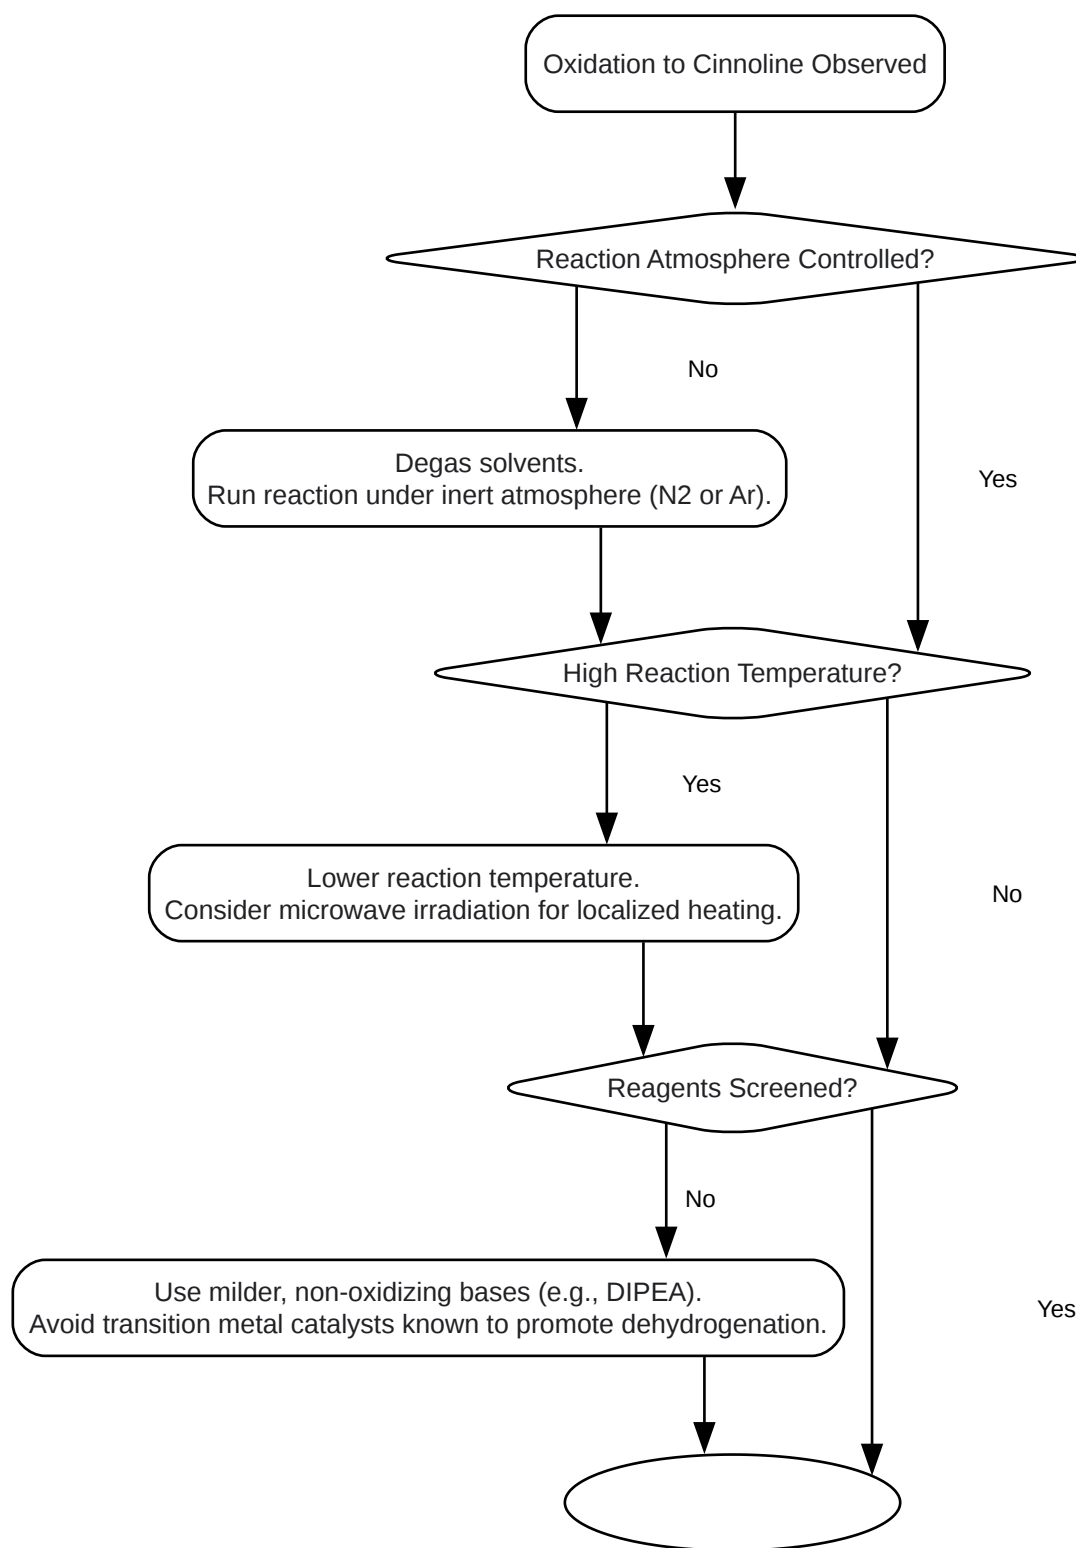 Oxidation to Cinnoline Observed
Reaction Atmosphere Controlled?
No
Degas solvents.
Run reaction under inert atmosphere (N2 or Ar).
Yes
High Reaction Temperature?
Yes
Lower reaction temperature.
Consider microwave irradiation for localized heating.
No
Reagents Screened?
No
Use milder, non-oxidizing bases (e.g., DIPEA).
Avoid transition metal catalysts known to promote dehydrogenation.
Yes